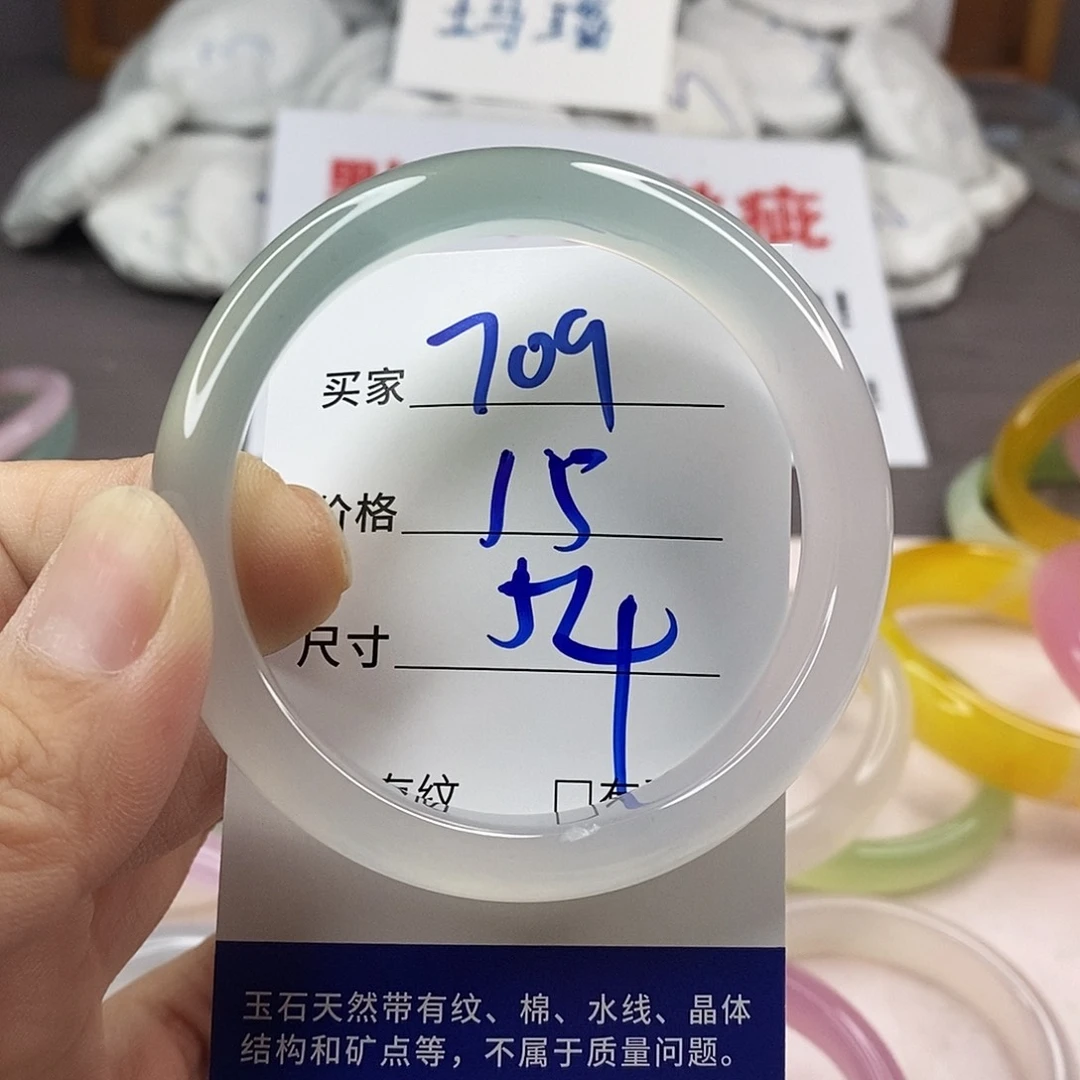 玛瑙
疵
买家 709
价格 15
尺寸 54
有纹 □有
玉石天然带有纹、棉、水线、晶体
结构和矿点等，不属于质量问题。